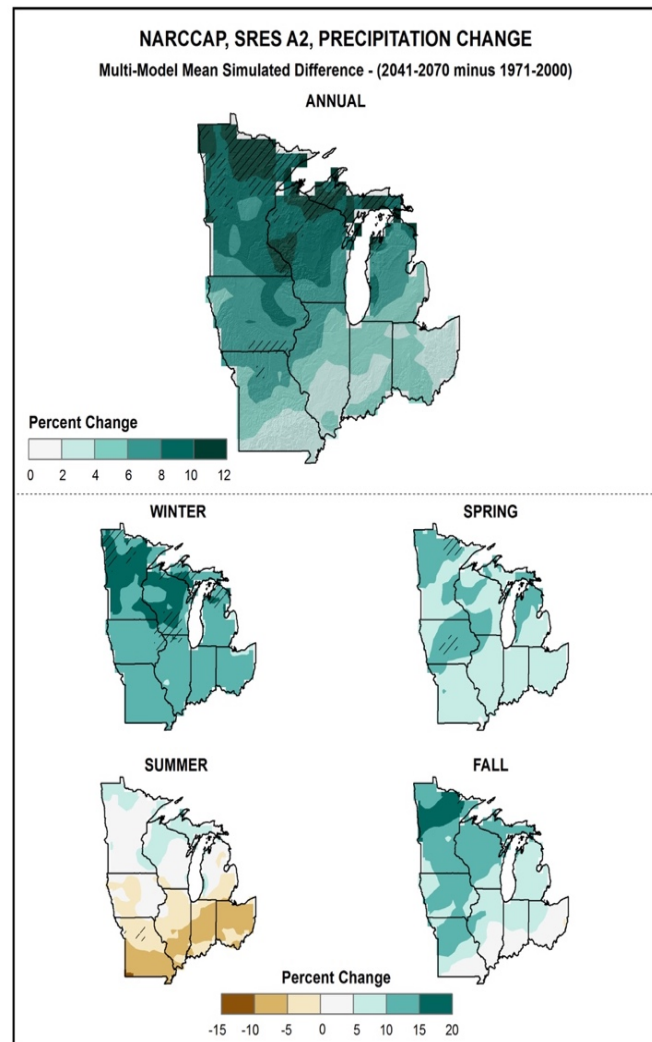 NARCCAP, SRES A2, PRECIPITATION CHANGE
Multi-Model Mean Simulated Difference - (2041-2070 minus 1971-2000)
ANNUAL
Percent Change
0 2 4 6 8 10 12
WINTER
SPRING
SUMMER
FALL
Percent Change
-15 -10 -5 0 5 10 15 20